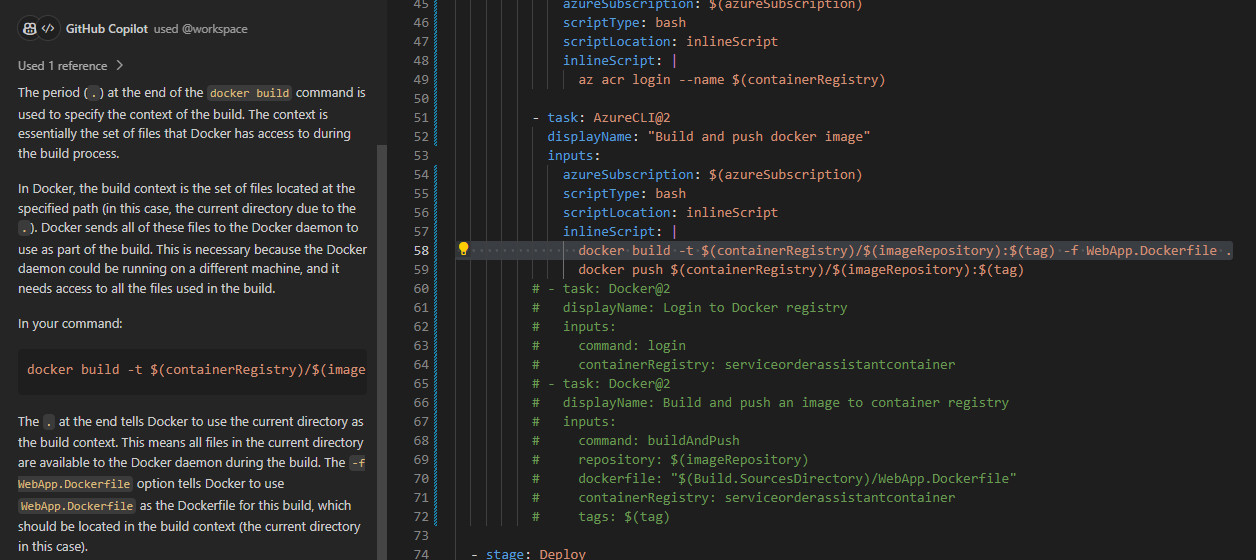 GitHub Copilot used @workspace
Used 1 reference
The period ( . ) at the end of the docker build command is
used to specify the context of the build. The context is
essentially the set of files that Docker has access to during
the build process.
In Docker, the build context is the set of files located at the
specified path (in this case, the current directory due to the
. ). Docker sends all of these files to the Docker daemon to
use as part of the build. This is necessary because the Docker
daemon could be running on a different machine, and it
needs access to all the files used in the build.
In your command:
docker build -t $(containerRegistry)/$(image
The . at the end tells Docker to use the current directory as
the build context. This means all files in the current directory
are available to the Docker daemon during the build. The -f
WebApp.Dockerfile option tells Docker to use
WebApp.Dockerfile as the Dockerfile for this build, which
should be located in the build context (the current directory
in this case).
45 azureSubscription: $(azureSubscription)
46 scriptType: bash
47 scriptLocation: inlineScript
48 inlineScript: |
49 az acr login --name $(containerRegistry)
50
51 - task: AzureCLI@2
52 displayName: "Build and push docker image"
53 inputs:
54 azureSubscription: $(azureSubscription)
55 scriptType: bash
56 scriptLocation: inlineScript
57 inlineScript: |
58 docker build -t $(containerRegistry)/$(imageRepository):$(tag) -f WebApp.Dockerfile .
59 docker push $(containerRegistry)/$(imageRepository):$(tag)
60 # - task: Docker@2
61 #   displayName: Login to Docker registry
62 #   inputs:
63 #     command: login
64 #     containerRegistry: serviceorderassistantcontainer
65 # - task: Docker@2
66 #   displayName: Build and push an image to container registry
67 #   inputs:
68 #     command: buildAndPush
69 #     repository: $(imageRepository)
70 #     dockerfile: "$(Build.SourcesDirectory)/WebApp.Dockerfile"
71 #     containerRegistry: serviceorderassistantcontainer
72 #     tags: $(tag)
73
74 - stage: Deploy